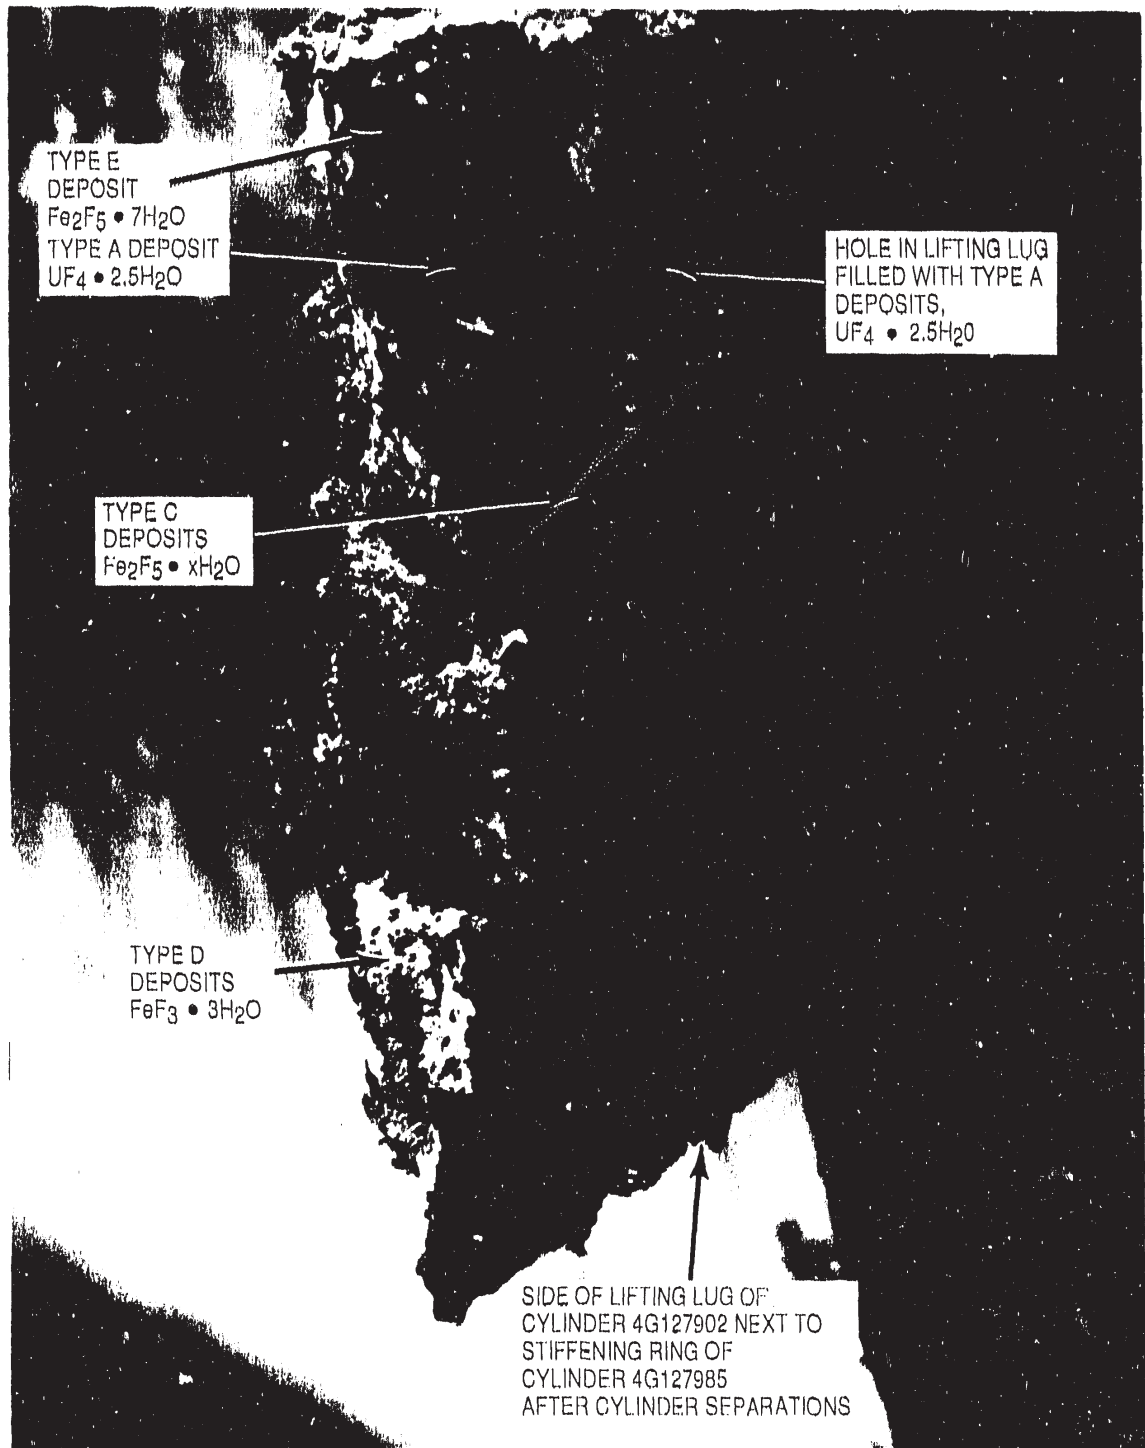 TYPE E
DEPOSIT
Fe2F5 • 7H2O
TYPE A DEPOSIT
UF4 • 2.5H2O
HOLE IN LIFTING LUG
FILLED WITH TYPE A
DEPOSITS,
UF4 • 2.5H20
TYPE C
DEPOSITS
Fe2F5 • xH2O
TYPE D
DEPOSITS
FeF3 • 3H2O
SIDE OF LIFTING LUG OF
CYLINDER 4G127902 NEXT TO
STIFFENING RING OF
CYLINDER 4G127985
AFTER CYLINDER SEPARATIONS